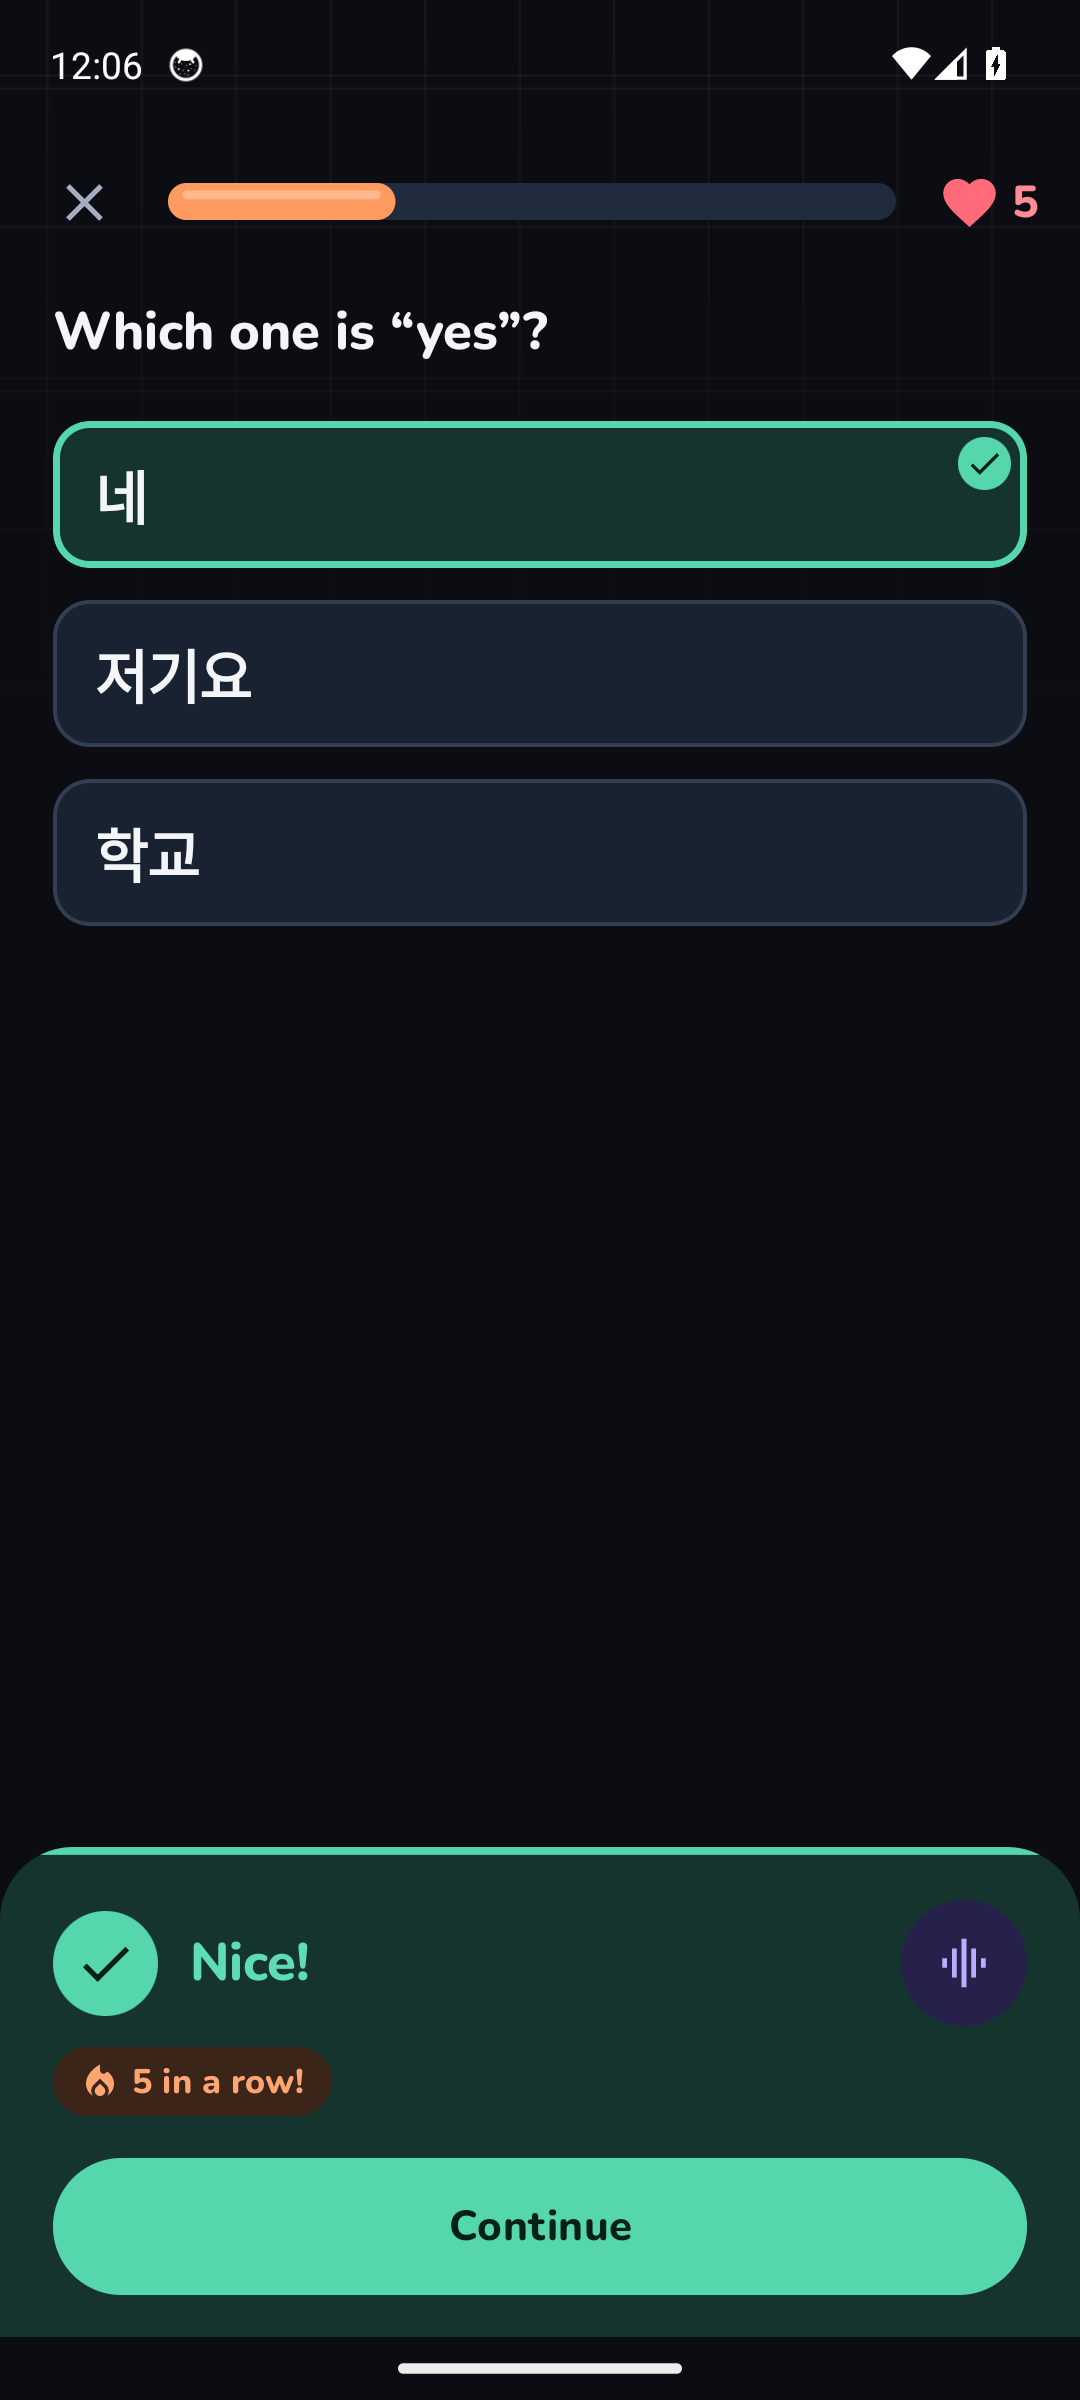 12:06
5
Which one is “yes”?
네
저기요
학교
Nice!
5 in a row!
Continue